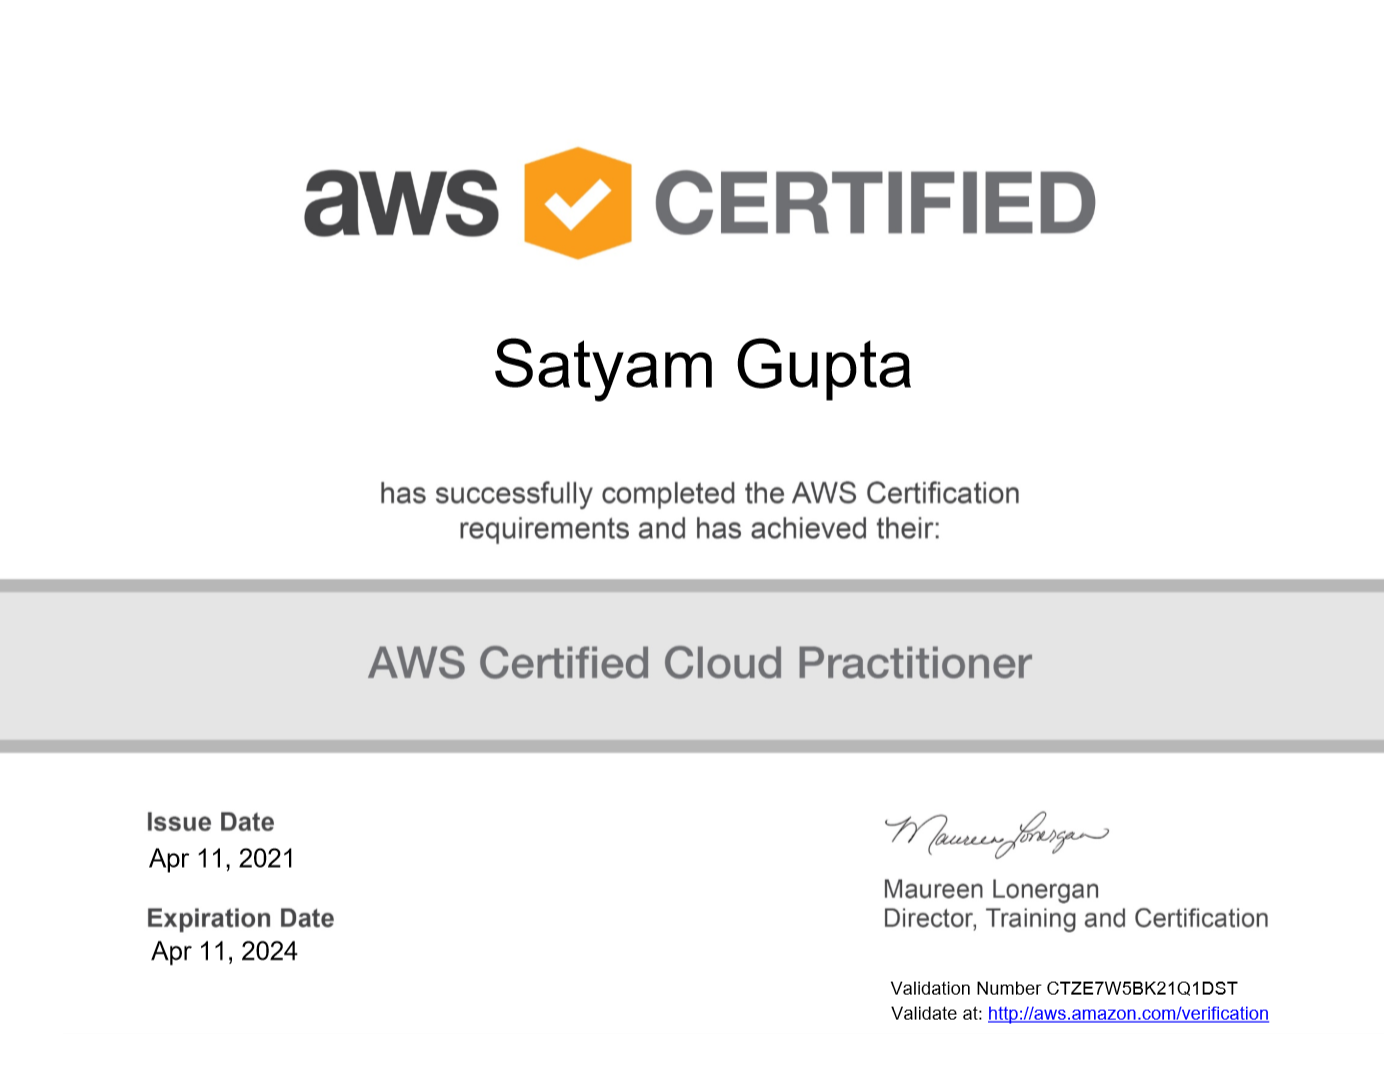 aws CERTIFIED
Satyam Gupta
has successfully completed the AWS Certification
requirements and has achieved their:
AWS Certified Cloud Practitioner
Issue Date
Apr 11, 2021
Expiration Date
Apr 11, 2024
Maureen Lonergan
Maureen Lonergan
Director, Training and Certification
Validation Number CTZE7W5BK21Q1DST
Validate at: http://aws.amazon.com/verification